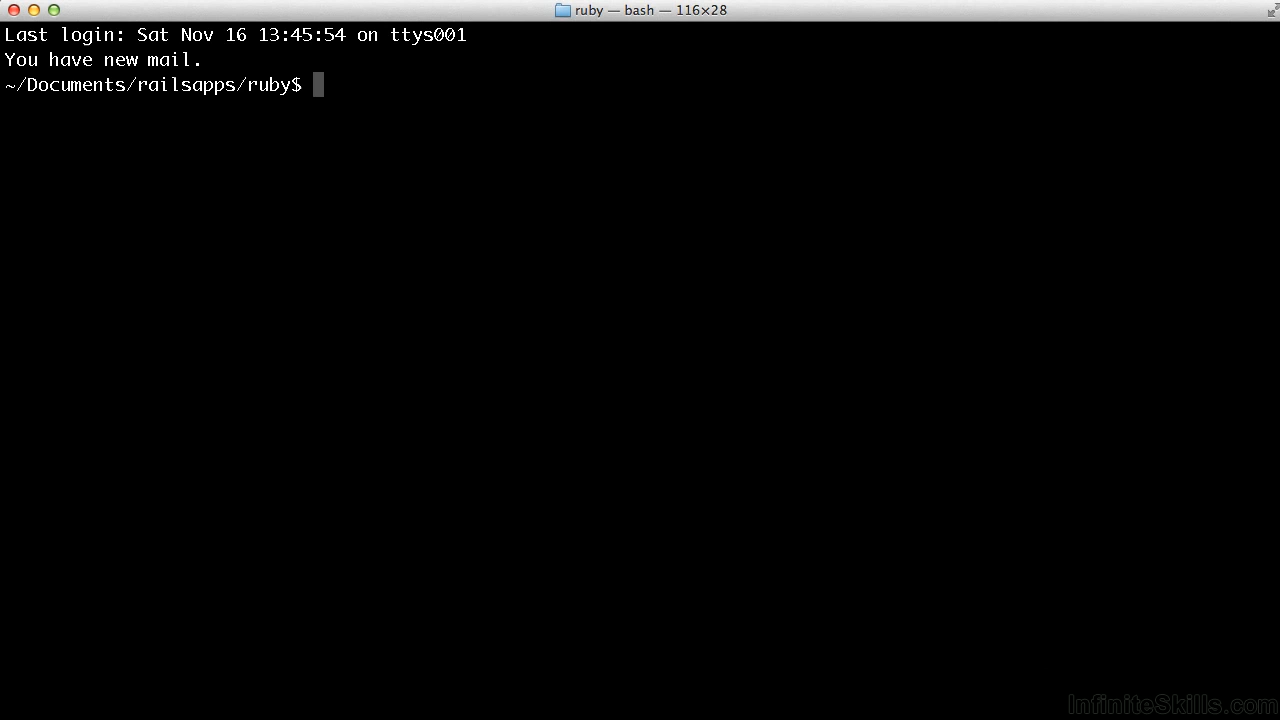 ruby — bash — 116×28
Last login: Sat Nov 16 13:45:54 on ttys001
You have new mail.
~/Documents/railsapps/ruby$
InfiniteSkills.com